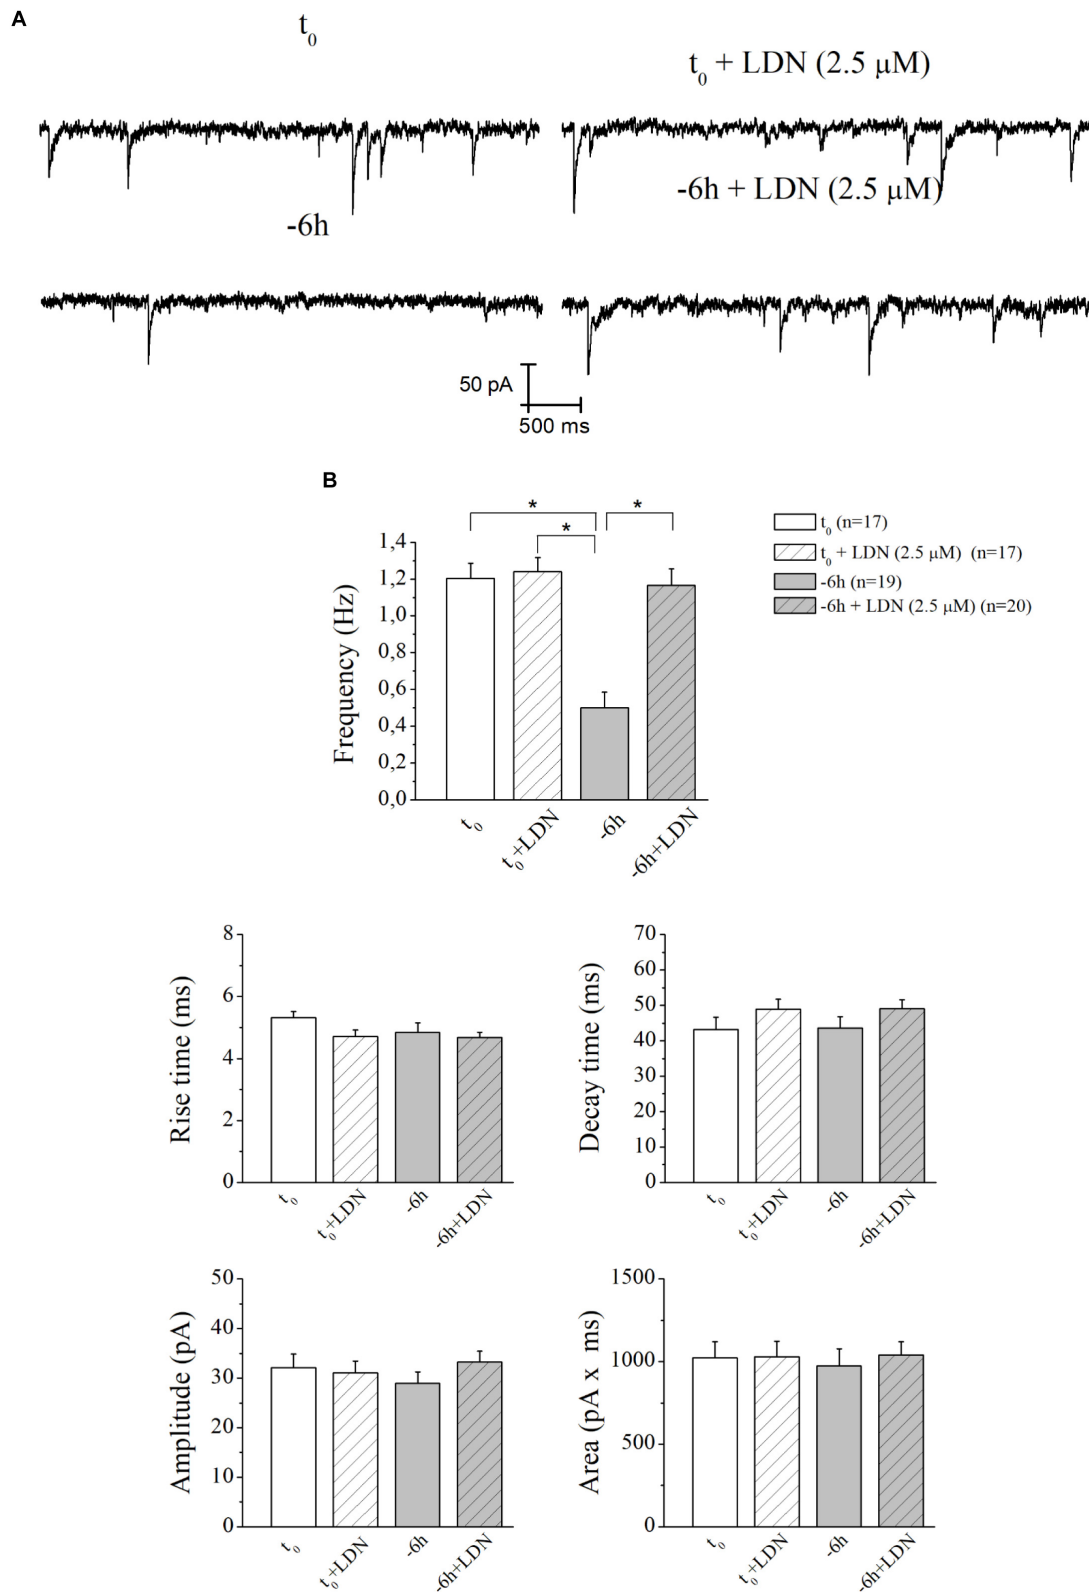 A
t₀
t₀ + LDN (2.5 µM)
-6h + LDN (2.5 µM)
-6h
50 pA
500 ms
B
* * *
Frequency (Hz)
1,4
1,2
1,0
0,8
0,6
0,4
0,2
0,0
t₀ t₀+LDN -6h -6h+LDN
t₀ (n=17)
t₀ + LDN (2.5 µM) (n=17)
-6h (n=19)
-6h + LDN (2.5 µM) (n=20)
Rise time (ms)
8
6
4
2
0
t₀ t₀+LDN -6h -6h+LDN
Decay time (ms)
70
60
50
40
30
20
10
0
t₀ t₀+LDN -6h -6h+LDN
Amplitude (pA)
50
40
30
20
10
0
t₀ t₀+LDN -6h -6h+LDN
Area (pA x ms)
1500
1000
500
0
t₀ t₀+LDN -6h -6h+LDN